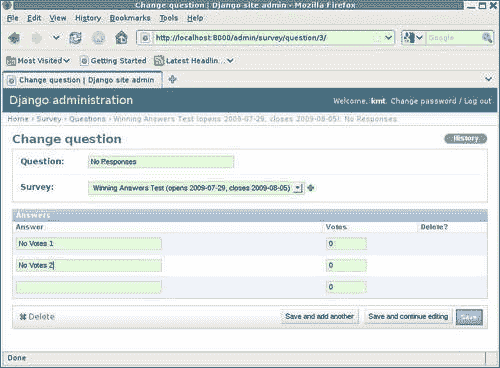 Change question | Django site admin - Mozilla Firefox
File Edit View History Bookmarks Tools Help
http://localhost:8000/admin/survey/question/3/
Google
Most Visited Getting Started Latest Headlin...
Change question | Django site admin
Django administration
Welcome, kmt. Change password / Log out
Home › Survey › Questions › Winning Answers Test (opens 2009-07-29, closes 2009-08-05): No Responses
Change question
History
Question: No Responses
Survey: Winning Answers Test (opens 2009-07-29, closes 2009-08-05)
Answers
Answer Votes Delete?
No Votes 1 0
No Votes 2 0
0
Delete Save and add another Save and continue editing Save
Done